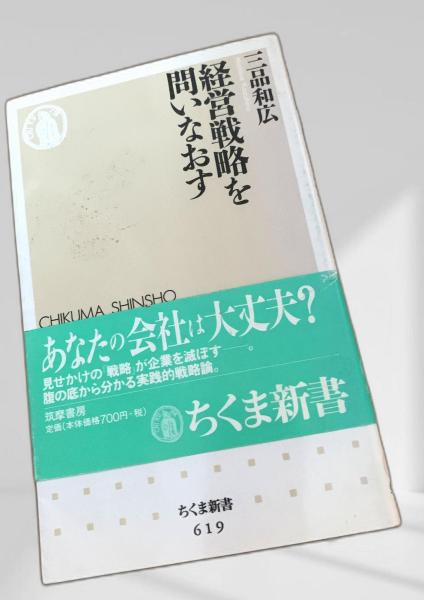 三品和広
経営戦略を
問いなおす
CHIKUMA SHINSHO
あなたの会社は大丈夫?
見せかけの「戦略」が企業を滅ぼす――。
腹の底から分かる実践的戦略論。
筑摩書房
定価(本体価格700円+税)
ちくま新書
ちくま新書
619